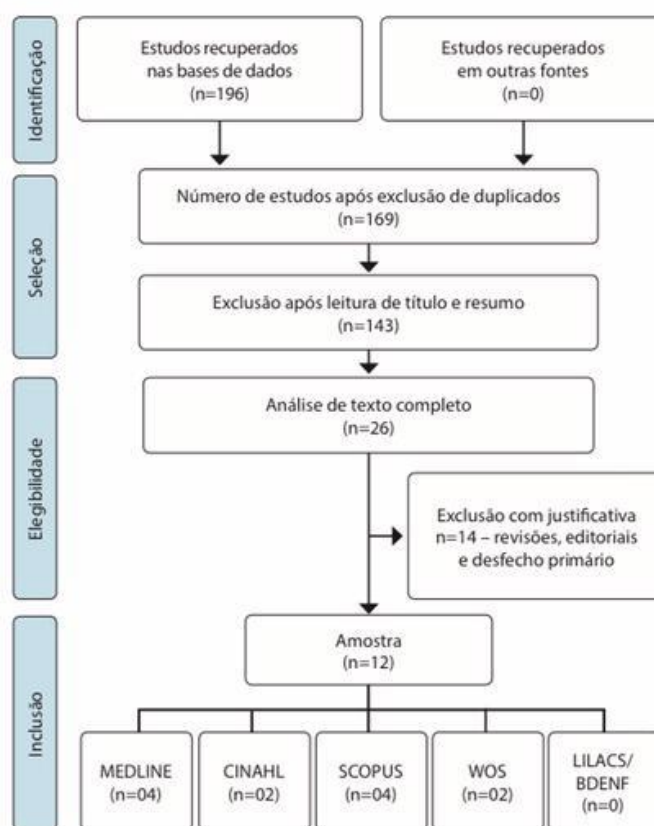 Identificação
Estudos recuperados
nas bases de dados
(n=196)
Estudos recuperados
em outras fontes
(n=0)
Seleção
Número de estudos após exclusão de duplicados
(n=169)
Exclusão após leitura de título e resumo
(n=143)
Elegibilidade
Análise de texto completo
(n=26)
Exclusão com justificativa
n=14 – revisões, editoriais
e desfecho primário
Inclusão
Amostra
(n=12)
MEDLINE
(n=04)
CINAHL
(n=02)
SCOPUS
(n=04)
WOS
(n=02)
LILACS/
BDENF
(n=0)